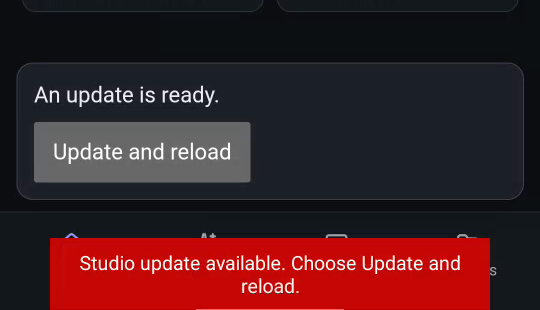 An update is ready.
Update and reload
Studio update available. Choose Update and
reload.
s